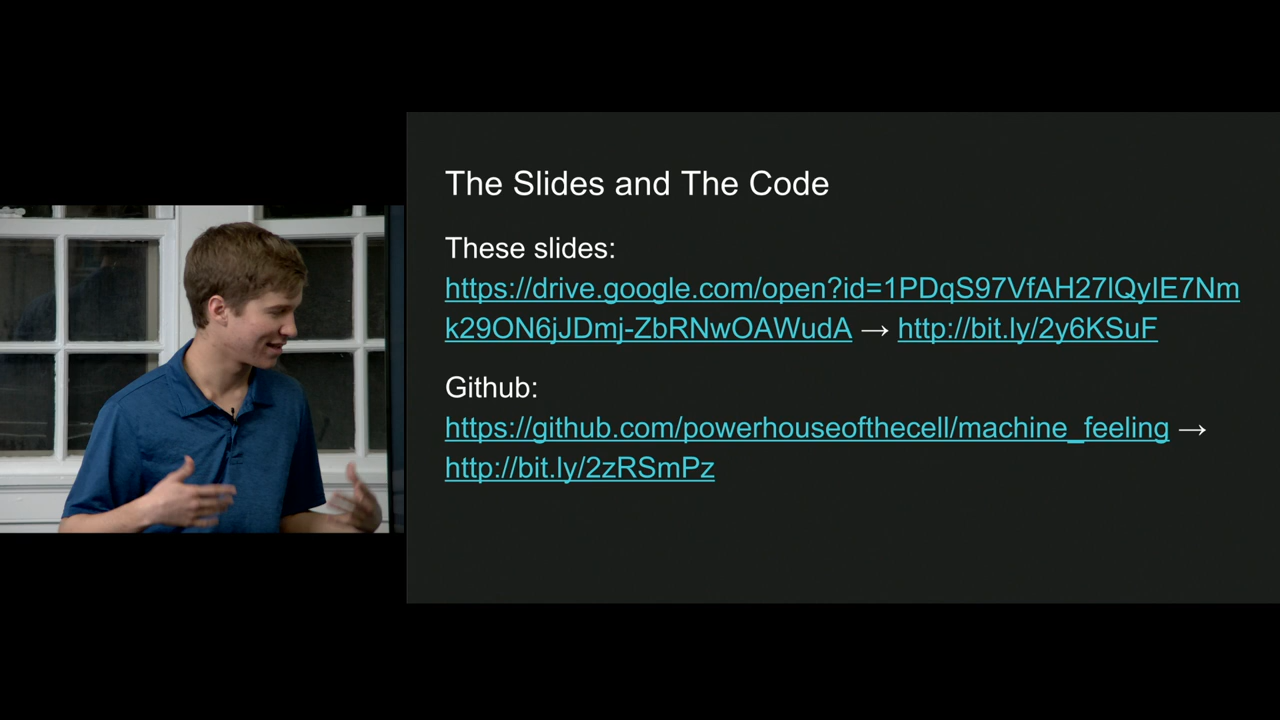 The Slides and The Code
These slides:
https://drive.google.com/open?id=1PDqS97VfAH27lQyIE7Nm
k29ON6jJDmj-ZbRNwOAWudA → http://bit.ly/2y6KSuF
Github:
https://github.com/powerhouseofthecell/machine_feeling →
http://bit.ly/2zRSmPz